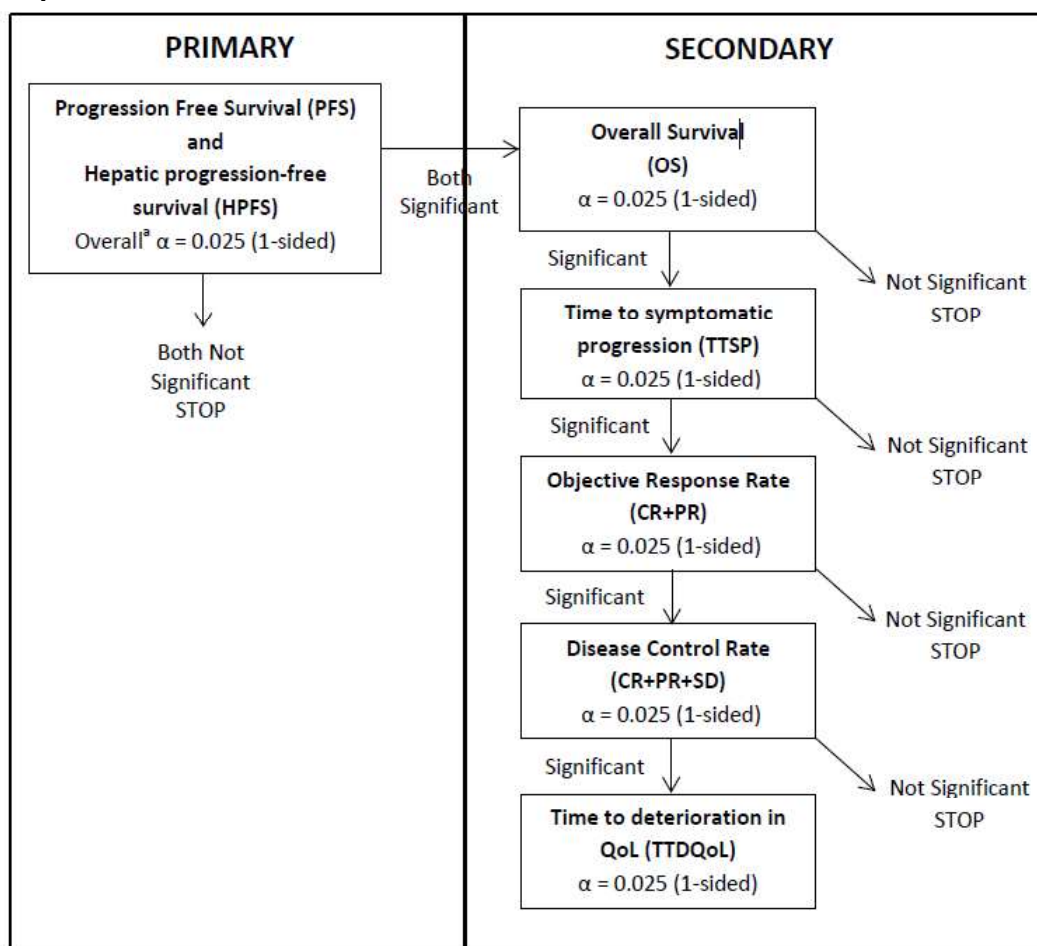 PRIMARY
Progression Free Survival (PFS)
and
Hepatic progression-free
survival (HPFS)
Overallª α = 0.025 (1-sided)
Both
Significant
Both Not
Significant
STOP
SECONDARY
Overall Survival
(OS)
α = 0.025 (1-sided)
Significant
Not Significant
STOP
Time to symptomatic
progression (TTSP)
α = 0.025 (1-sided)
Significant
Not Significant
STOP
Objective Response Rate
(CR+PR)
α = 0.025 (1-sided)
Significant
Not Significant
STOP
Disease Control Rate
(CR+PR+SD)
α = 0.025 (1-sided)
Significant
Not Significant
STOP
Time to deterioration in
QoL (TTDQoL)
α = 0.025 (1-sided)